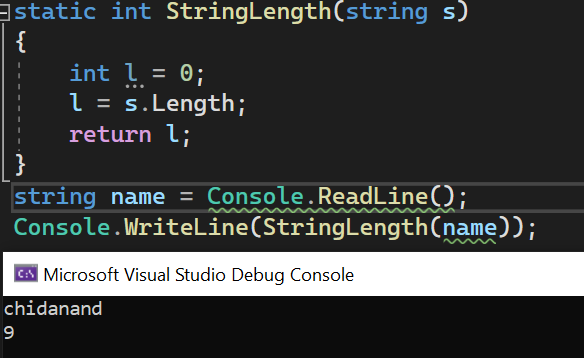 static int StringLength(string s)
{
int l = 0;
l = s.Length;
return l;
}
string name = Console.ReadLine();
Console.WriteLine(StringLength(name));
C:\ Microsoft Visual Studio Debug Console
chidanand
9